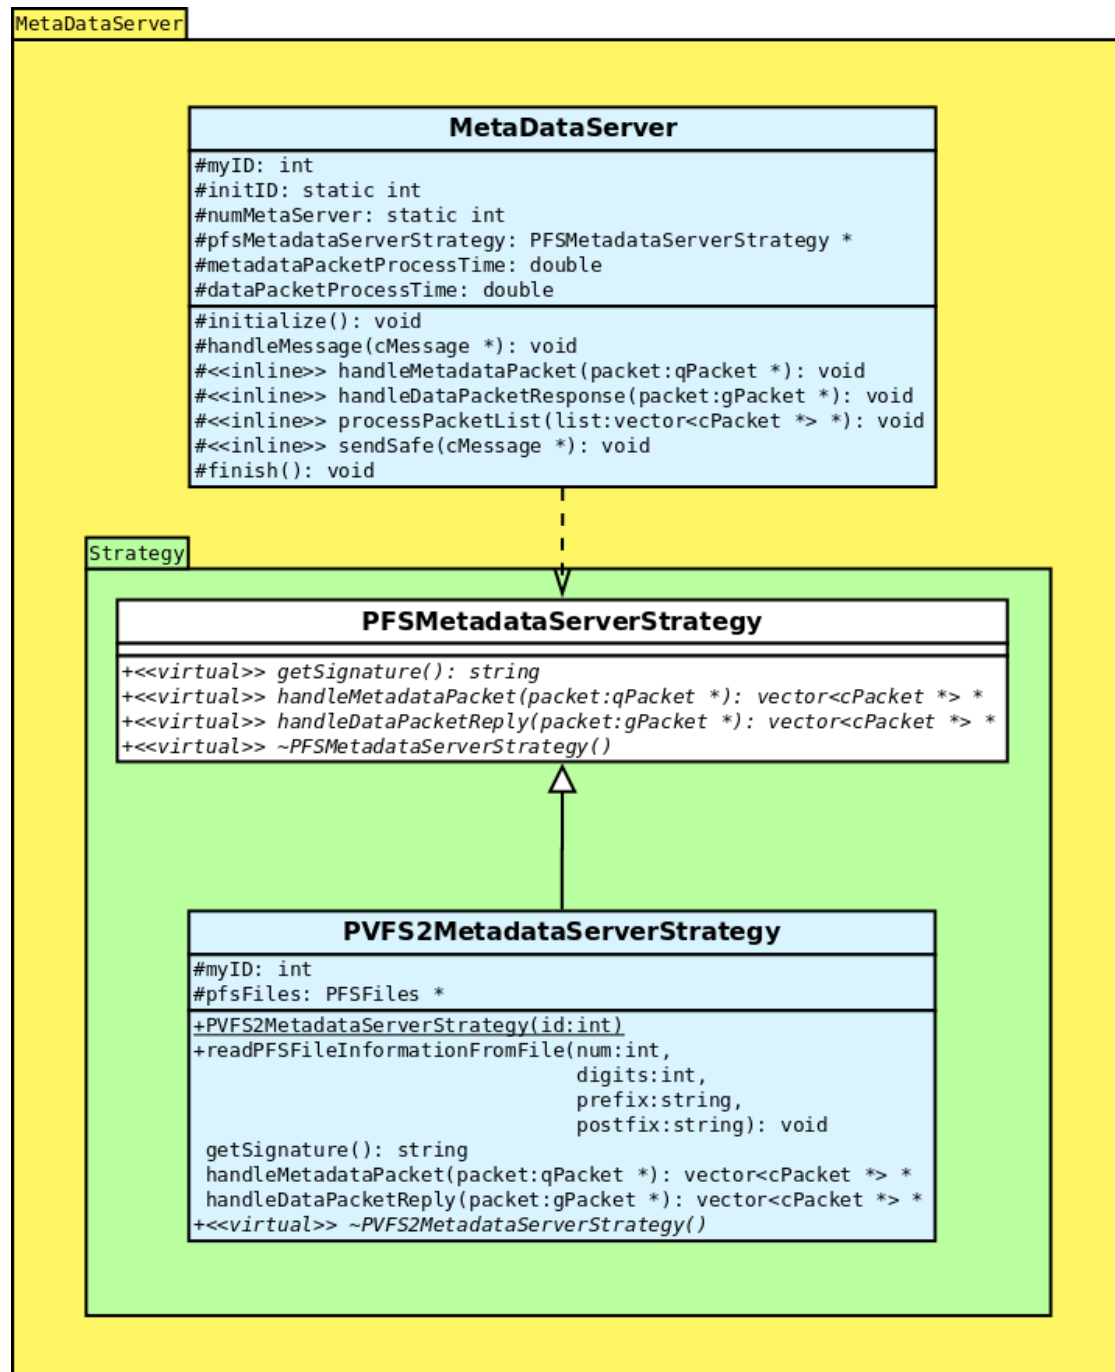 MetaDataServer
MetaDataServer
#myID: int
#initID: static int
#numMetaServer: static int
#pfsMetadataServerStrategy: PFSMetadataServerStrategy *
#metadataPacketProcessTime: double
#dataPacketProcessTime: double
#initialize(): void
#handleMessage(cMessage *): void
#<<inline>> handleMetadataPacket(packet:qPacket *): void
#<<inline>> handleDataPacketResponse(packet:gPacket *): void
#<<inline>> processPacketList(list:vector<cPacket *> *): void
#<<inline>> sendSafe(cMessage *): void
#finish(): void
Strategy
PFSMetadataServerStrategy
+<<virtual>> getSignature(): string
+<<virtual>> handleMetadataPacket(packet:qPacket *): vector<cPacket *> *
+<<virtual>> handleDataPacketReply(packet:gPacket *): vector<cPacket *> *
+<<virtual>> ~PFSMetadataServerStrategy()
PVFS2MetadataServerStrategy
#myID: int
#pfsFiles: PFSFiles *
+PVFS2MetadataServerStrategy(id:int)
+readPFSFileInformationFromFile(num:int,
digits:int,
prefix:string,
postfix:string): void
getSignature(): string
handleMetadataPacket(packet:qPacket *): vector<cPacket *> *
handleDataPacketReply(packet:gPacket *): vector<cPacket *> *
+<<virtual>> ~PVFS2MetadataServerStrategy()